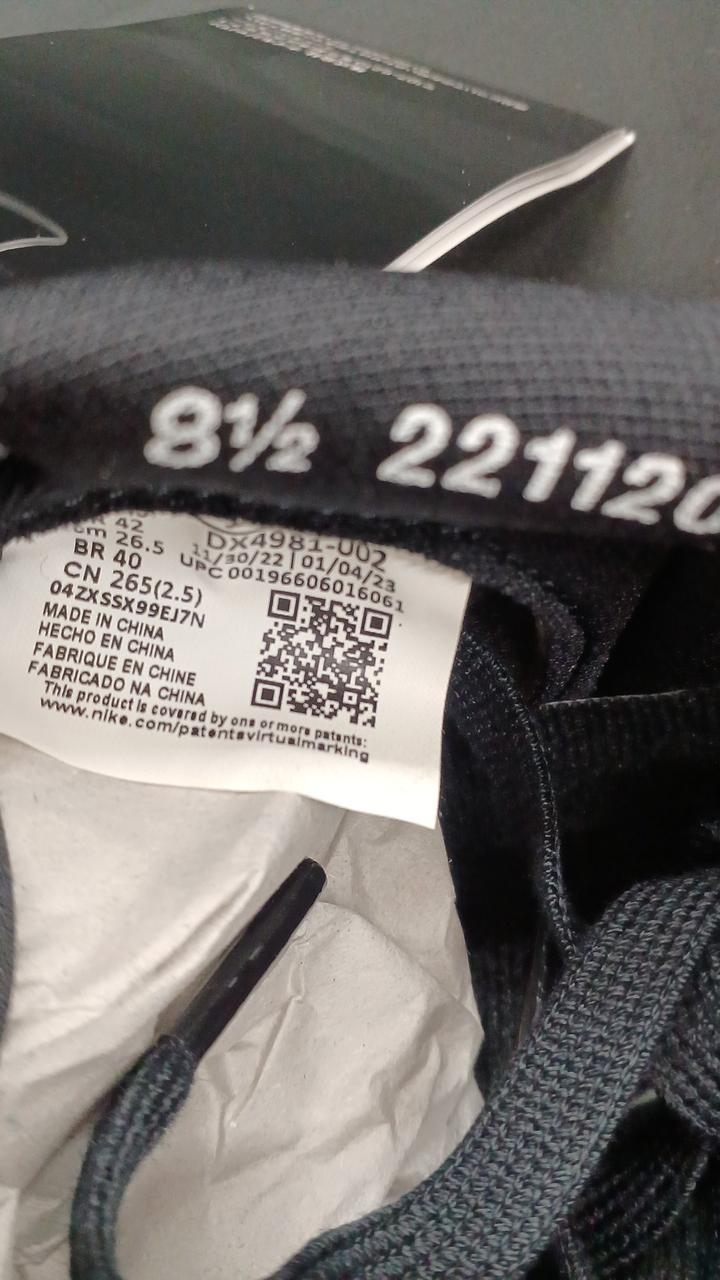 8½ 221120
42
cm 26.5
BR 40
CN 265(2.5)
04ZXSSX99EJ7N
MADE IN CHINA
HECHO EN CHINA
FABRIQUE EN CHINE
FABRICADO NA CHINA
This product is covered by one or more patents:
www.nike.com/patentsvirtualmarking
DX4981-002
11/30/22 | 01/04/23
UPC 00196606016061